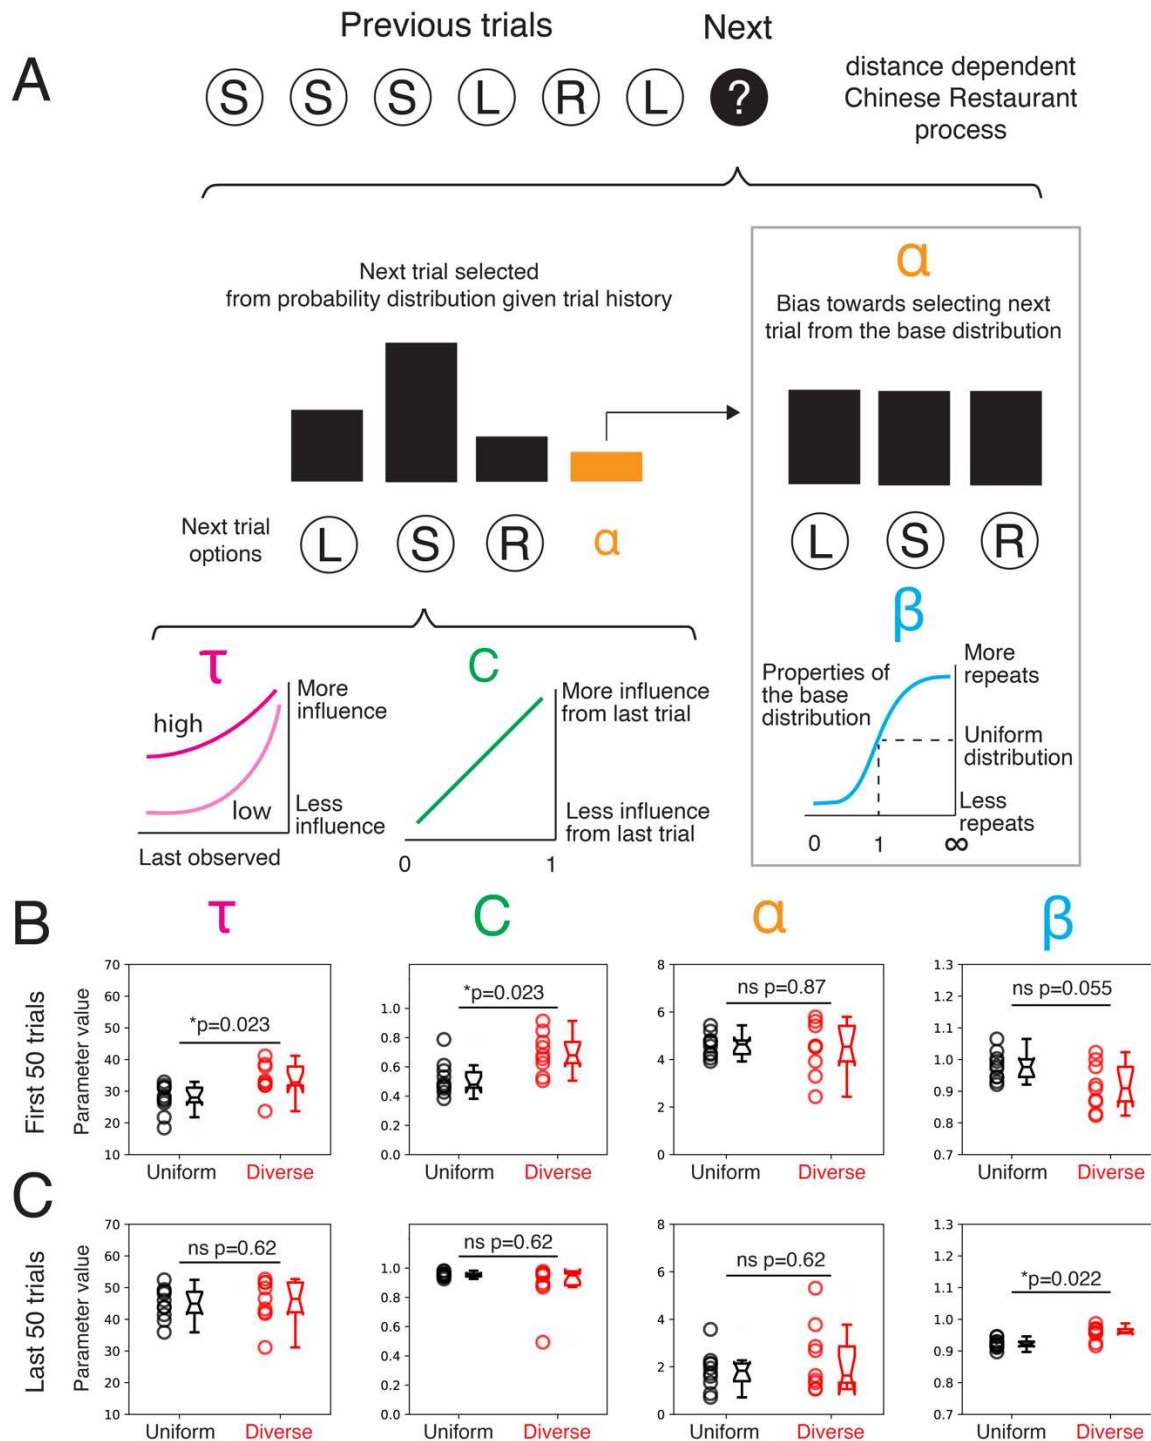 Previous trials
Next
A
S S S L R L ?
distance dependent
Chinese Restaurant
process
Next trial selected
from probability distribution given trial history
α
Bias towards selecting next
trial from the base distribution
Next trial
options
L S R α
L S R
τ
high
low
More
influence
Less
influence
Last observed
C
More influence
from last trial
Less influence
from last trial
0 1
β
Properties of
the base
distribution
More
repeats
Uniform
distribution
Less
repeats
0 1 ∞
B
τ C α β
First 50 trials
Parameter value
70
60
50
40
30
20
10
*p=0.023
Uniform Diverse
1.0
0.8
0.6
0.4
0.2
0.0
*p=0.023
Uniform Diverse
8
6
4
2
0
ns p=0.87
Uniform Diverse
1.3
1.2
1.1
1.0
0.9
0.8
0.7
ns p=0.055
Uniform Diverse
C
Last 50 trials
Parameter value
70
60
50
40
30
20
10
ns p=0.62
Uniform Diverse
1.0
0.8
0.6
0.4
0.2
0.0
ns p=0.62
Uniform Diverse
8
6
4
2
0
ns p=0.62
Uniform Diverse
1.3
1.2
1.1
1.0
0.9
0.8
0.7
*p=0.022
Uniform Diverse